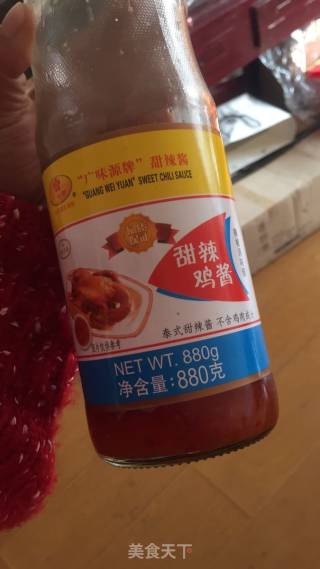 “广味源牌”甜辣酱
"GUANG WEI YUAN" SWEET CHILI SAUCE
甜辣
鸡酱
泰式甜辣酱 不含鸡肉成
NET WT. 880g
净含量: 880克
美食天下